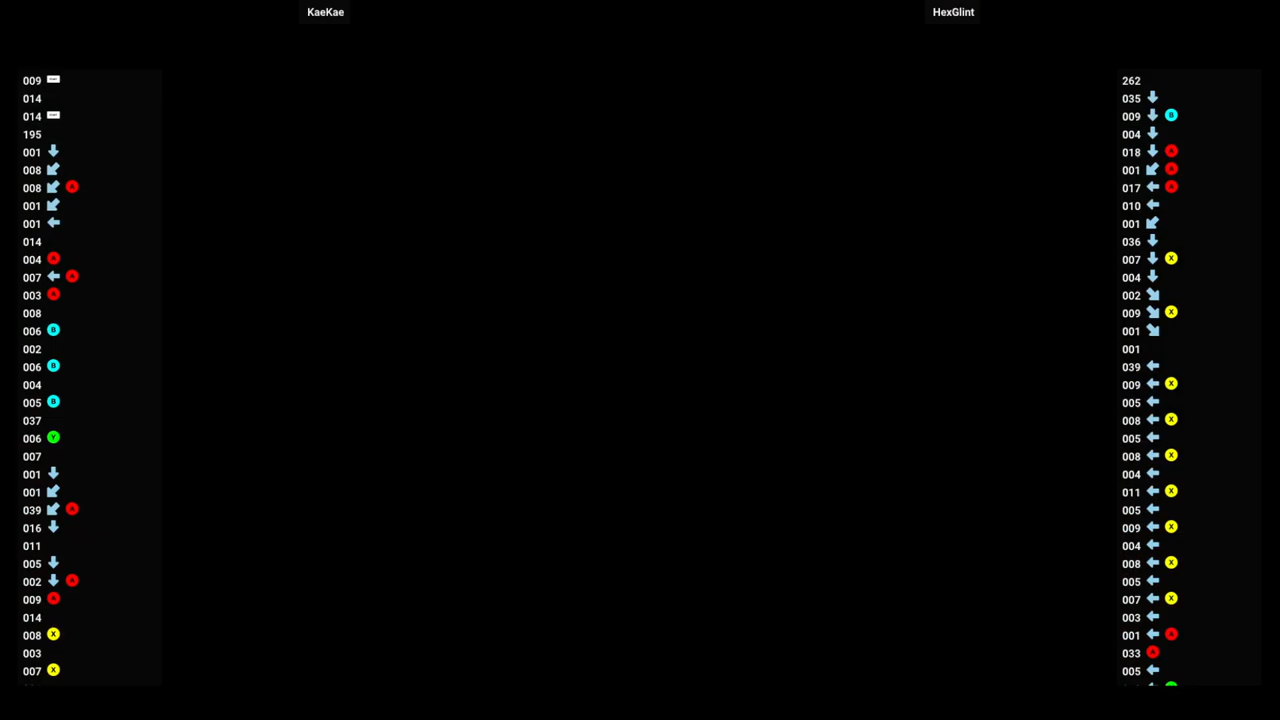 KaeKae
HexGlint
009
014
014
195
001
008
008 A
001
001
014
004 A
007 A
003 A
008
006 B
002
006 B
004
005 B
037
006 Y
007
001
001
039 A
016
011
005
002 A
009 A
014
008 X
003
007 X
262
035
009 B
004
018 A
001 A
017 A
010
001
036
007 X
004
002
009 X
001
001
039
009 X
005
008 X
005
008 X
004
011 X
005
009 X
004
008 X
005
007 X
003
001 A
033 A
005